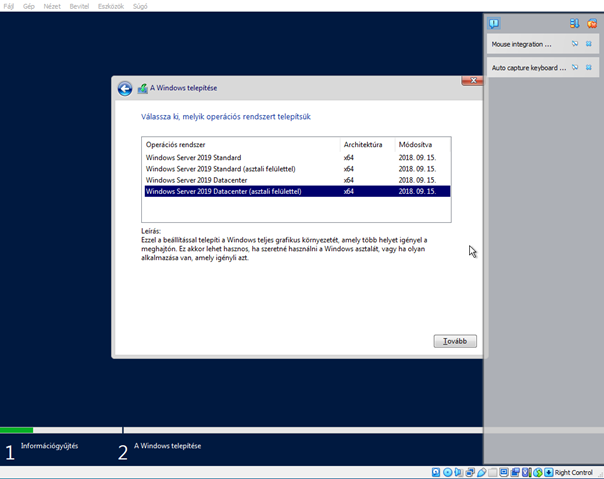 Fájl Gép Nézet Bevitel Eszközök Súgó
Mouse integration ...
Auto capture keyboard ...
A Windows telepítése
Válassza ki, melyik operációs rendszert telepítsük
Operációs rendszer Architektúra Módosítva
Windows Server 2019 Standard x64 2018. 09. 15.
Windows Server 2019 Standard (asztali felülettel) x64 2018. 09. 15.
Windows Server 2019 Datacenter x64 2018. 09. 15.
Windows Server 2019 Datacenter (asztali felülettel) x64 2018. 09. 15.
Leírás:
Ezzel a beállítással telepíti a Windows teljes grafikus környezetét, amely több helyet igényel a
meghajtón. Ez akkor lehet hasznos, ha szeretné használni a Windows asztalát, vagy ha olyan
alkalmazása van, amely igényli azt.
Tovább
1 Információgyűjtés 2 A Windows telepítése
Right Control